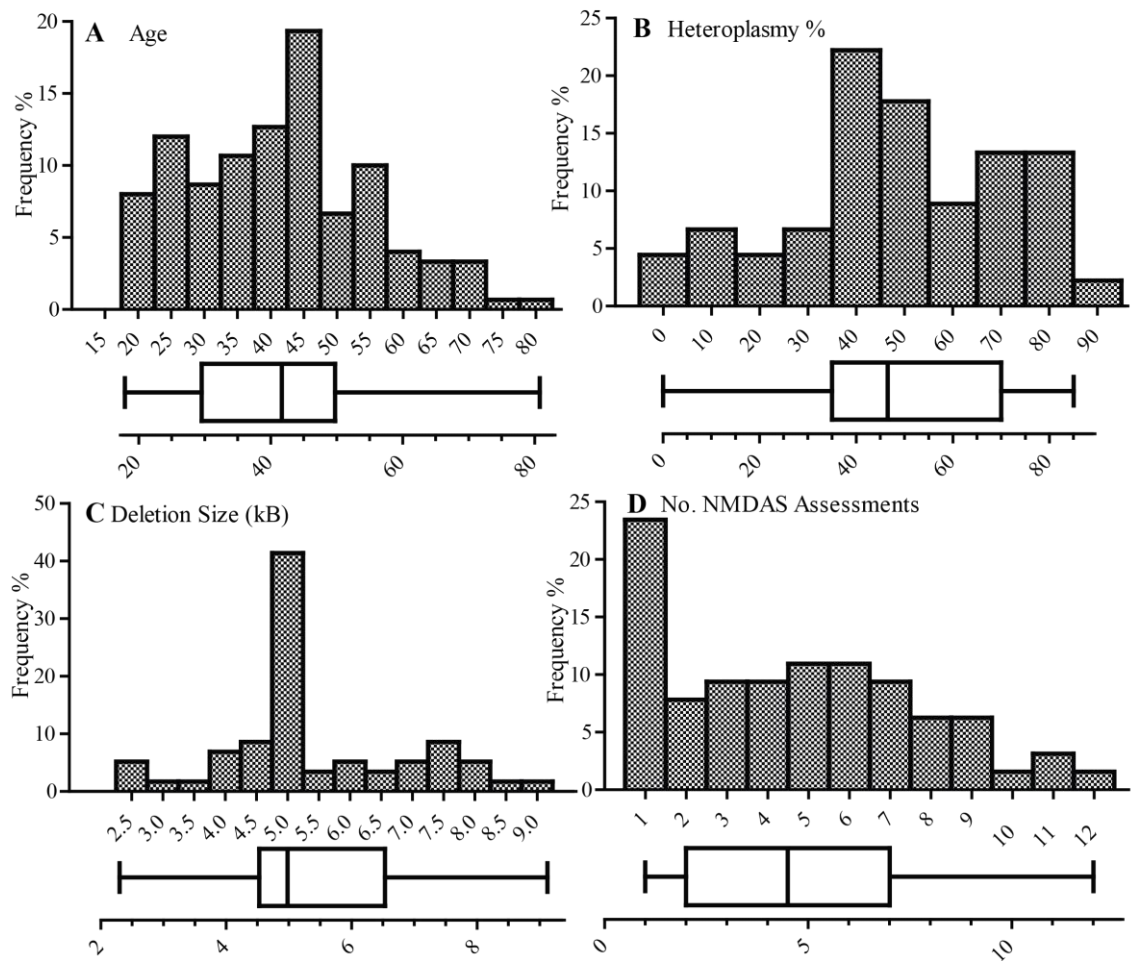 A Age
Frequency %
20
15
10
5
0
15 20 25 30 35 40 45 50 55 60 65 70 75 80
20 40 60 80
B Heteroplasmy %
Frequency %
25
20
15
10
5
0
0 10 20 30 40 50 60 70 80 90
0 20 40 60 80
C Deletion Size (kB)
Frequency %
50
40
30
20
10
0
2.5 3.0 3.5 4.0 4.5 5.0 5.5 6.0 6.5 7.0 7.5 8.0 8.5 9.0
2 4 6 8
D No. NMDAS Assessments
Frequency %
25
20
15
10
5
0
1 2 3 4 5 6 7 8 9 10 11 12
0 5 10